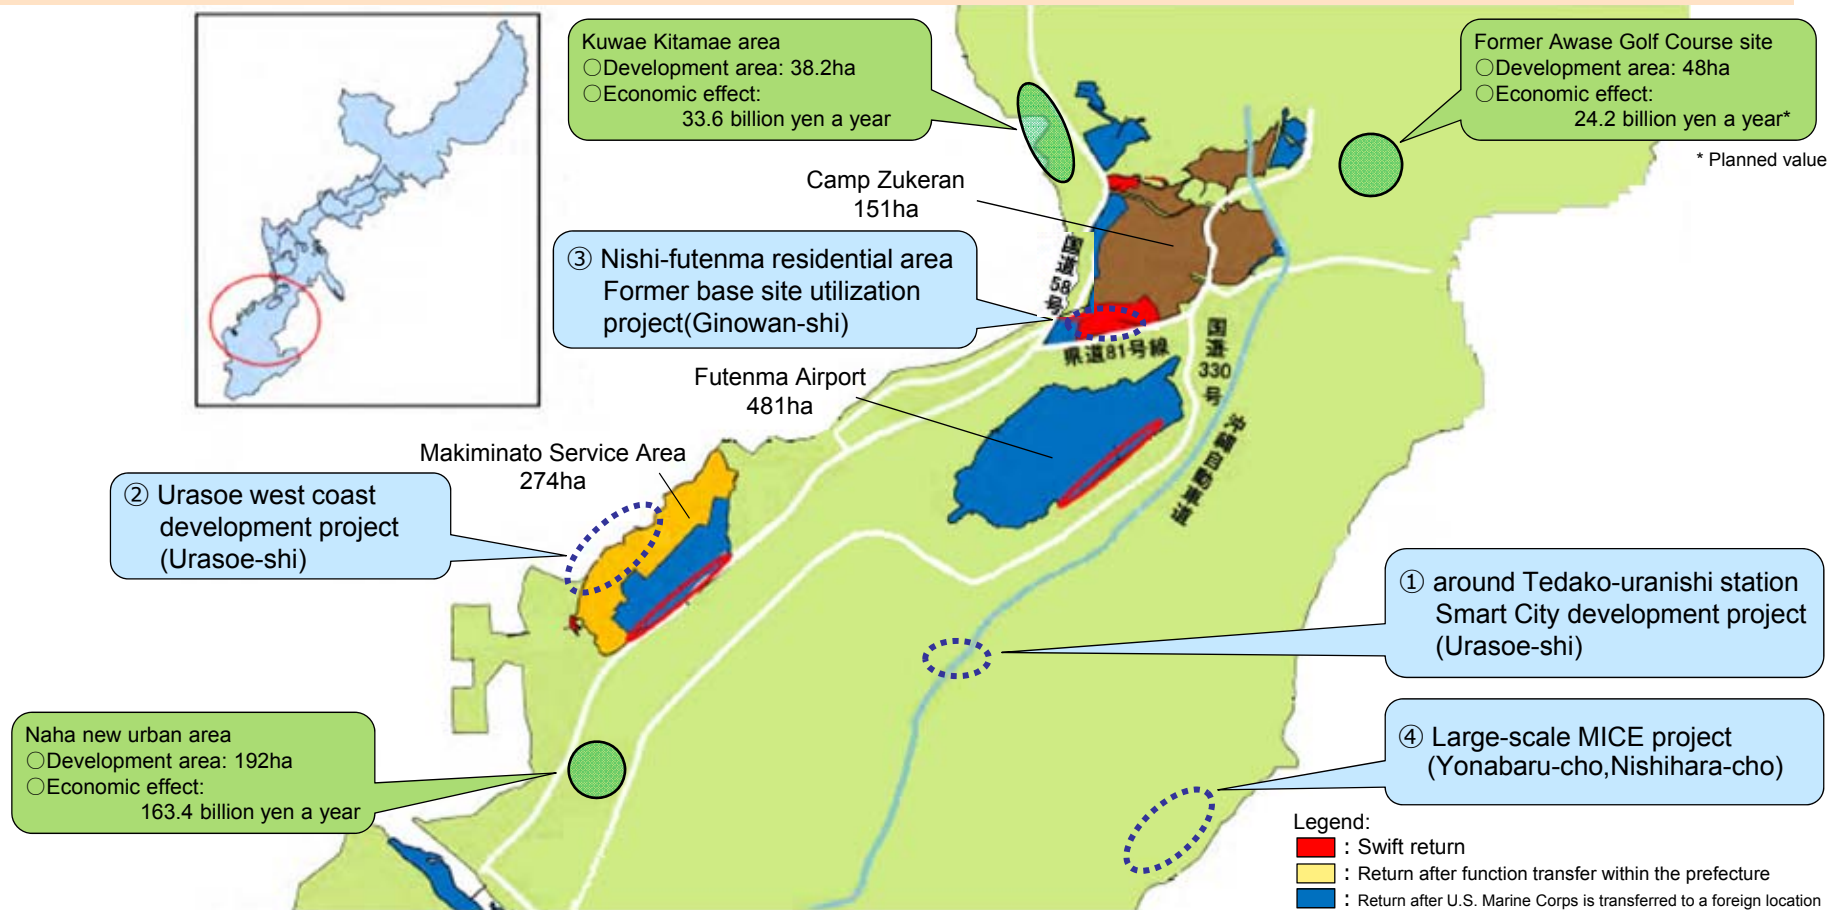 Kuwae Kitamae area
○Development area: 38.2ha
○Economic effect:
33.6 billion yen a year
Former Awase Golf Course site
○Development area: 48ha
○Economic effect:
24.2 billion yen a year*
* Planned value
Camp Zukeran
151ha
③ Nishi-futenma residential area
Former base site utilization
project(Ginowan-shi)
国道58号
県道81号線
国道330号
沖縄自動車道
Futenma Airport
481ha
Makiminato Service Area
274ha
② Urasoe west coast
development project
(Urasoe-shi)
① around Tedako-uranishi station
Smart City development project
(Urasoe-shi)
④ Large-scale MICE project
(Yonabaru-cho,Nishihara-cho)
Naha new urban area
○Development area: 192ha
○Economic effect:
163.4 billion yen a year
Legend:
: Swift return
: Return after function transfer within the prefecture
: Return after U.S. Marine Corps is transferred to a foreign location